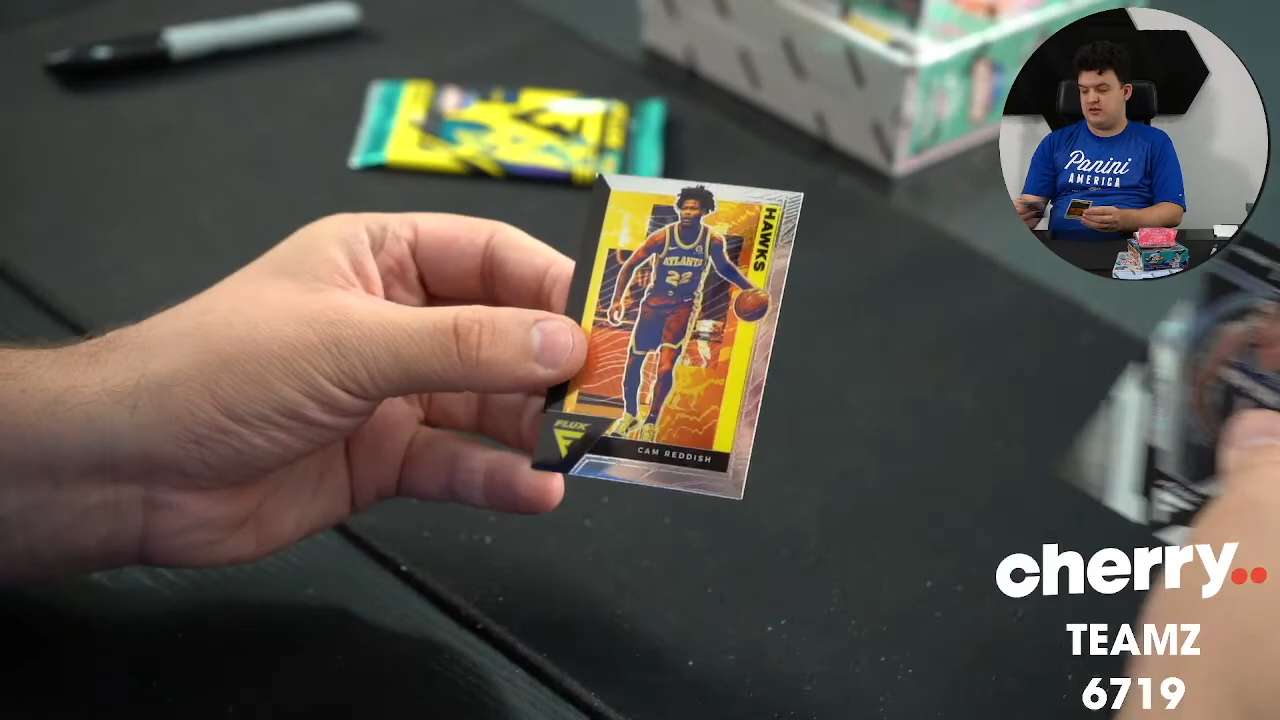 Panini
AMERICA
HAWKS
ATLANTA
22
FLUX
CAM REDDISH
cherry..
TEAMZ
6719